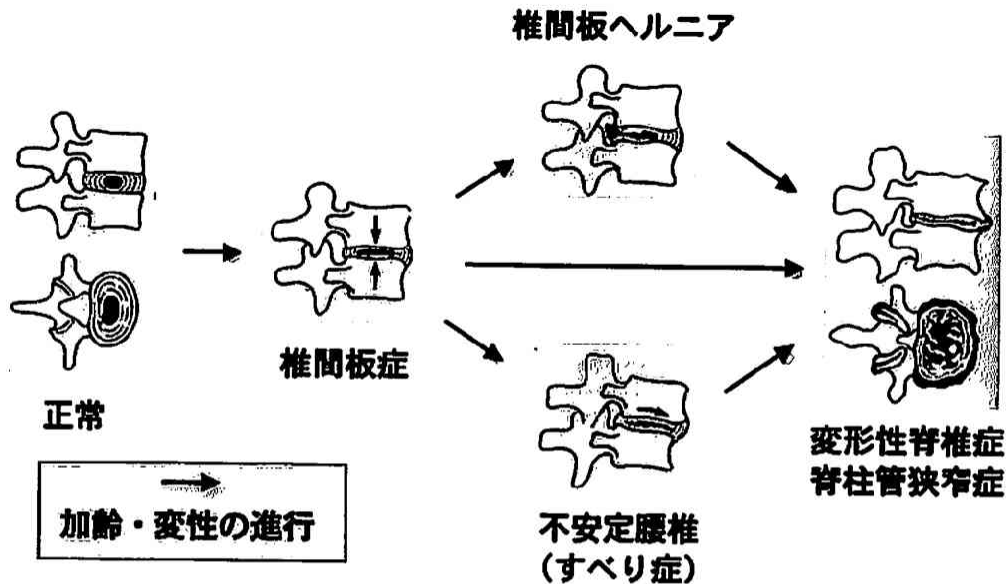 椎間板ヘルニア
正常
椎間板症
不安定腰椎
（すべり症）
変形性脊椎症
脊柱管狭窄症
加齢・変性の進行